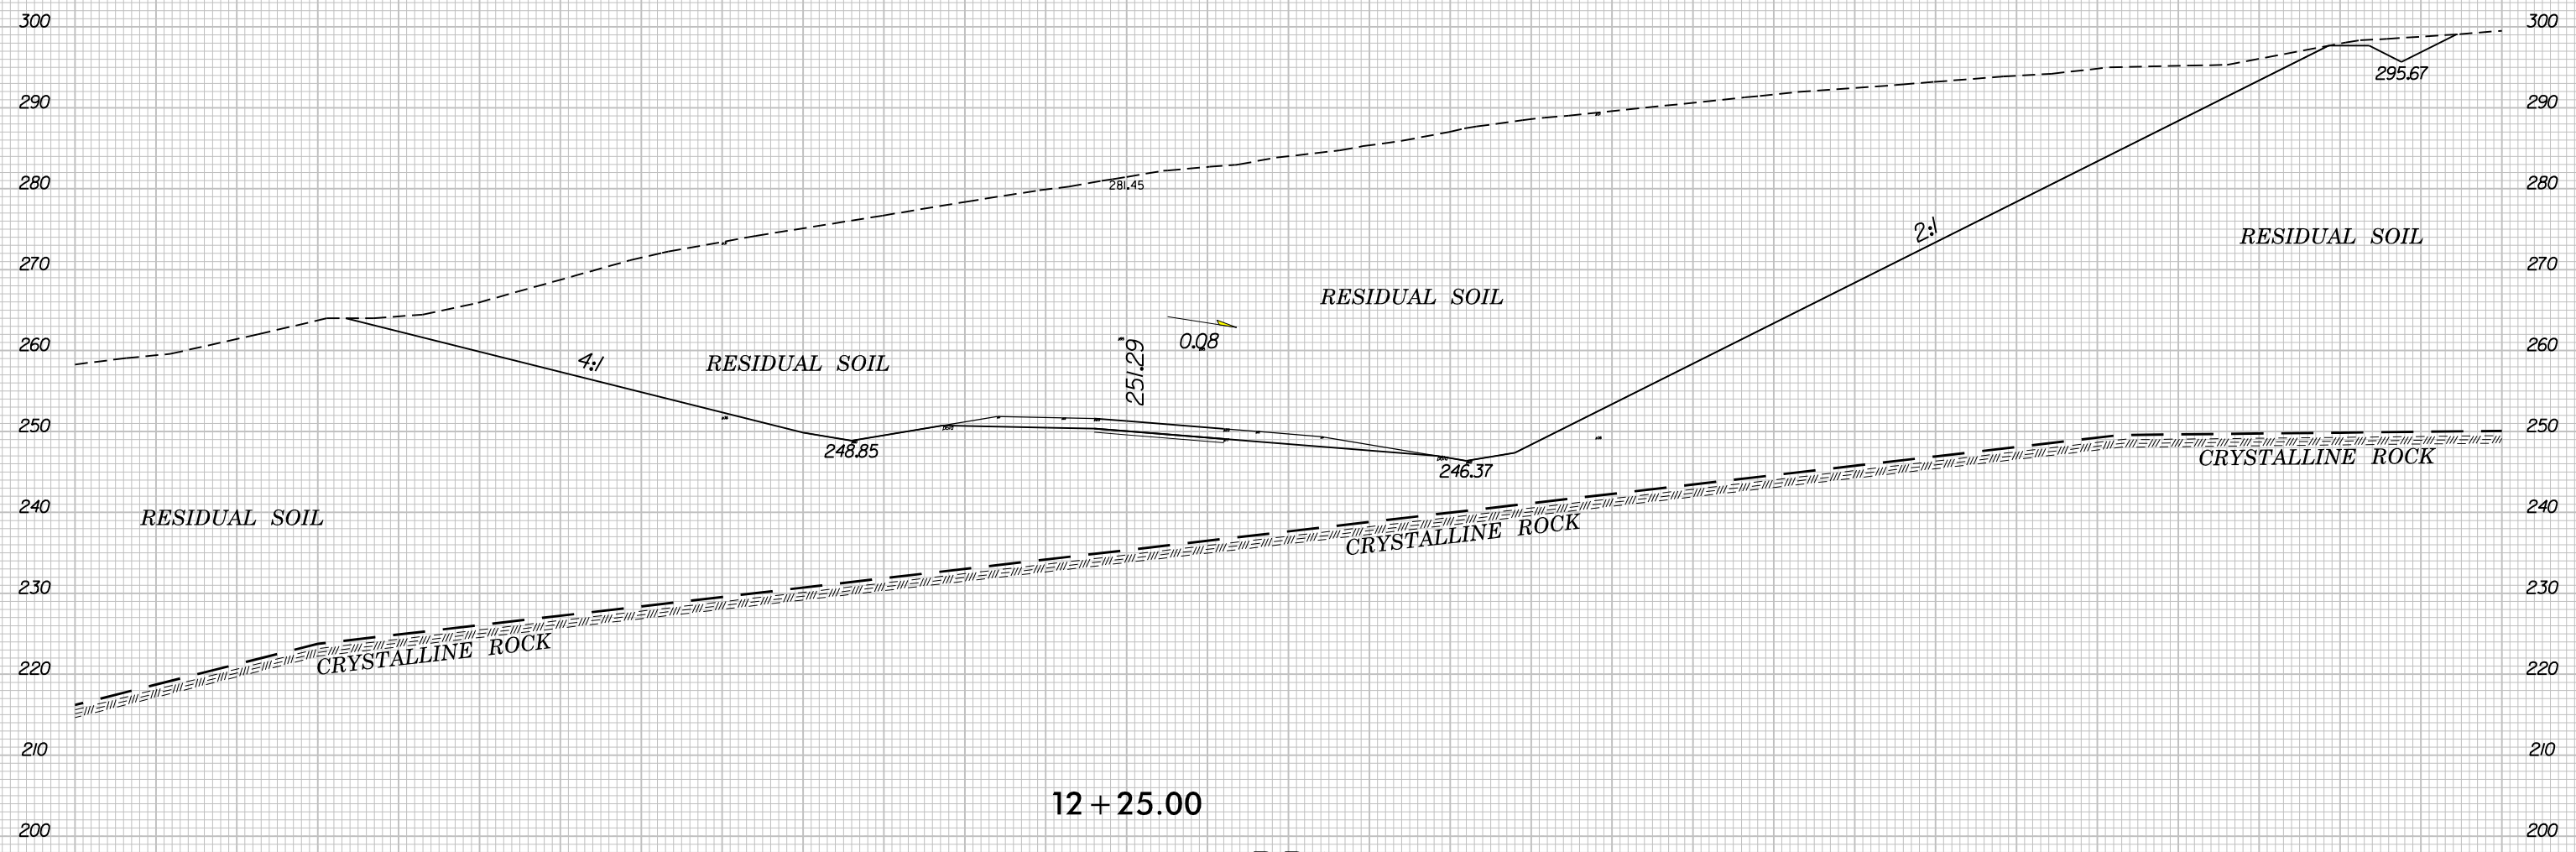 300 300
290 290
295.67
280 281.45 280
2:1
RESIDUAL SOIL
270 270
RESIDUAL SOIL
260 0.08 260
4:1
RESIDUAL SOIL
251.29
250 250
248.85
246.37
CRYSTALLINE ROCK
240 240
RESIDUAL SOIL
CRYSTALLINE ROCK
230 230
CRYSTALLINE ROCK
220 220
210 210
12+25.00
200 200